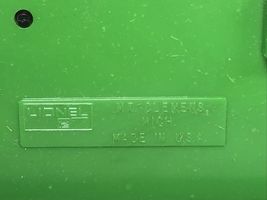 LIONEL
MT. CLEMENS,
MICH
MADE IN U.S.A.